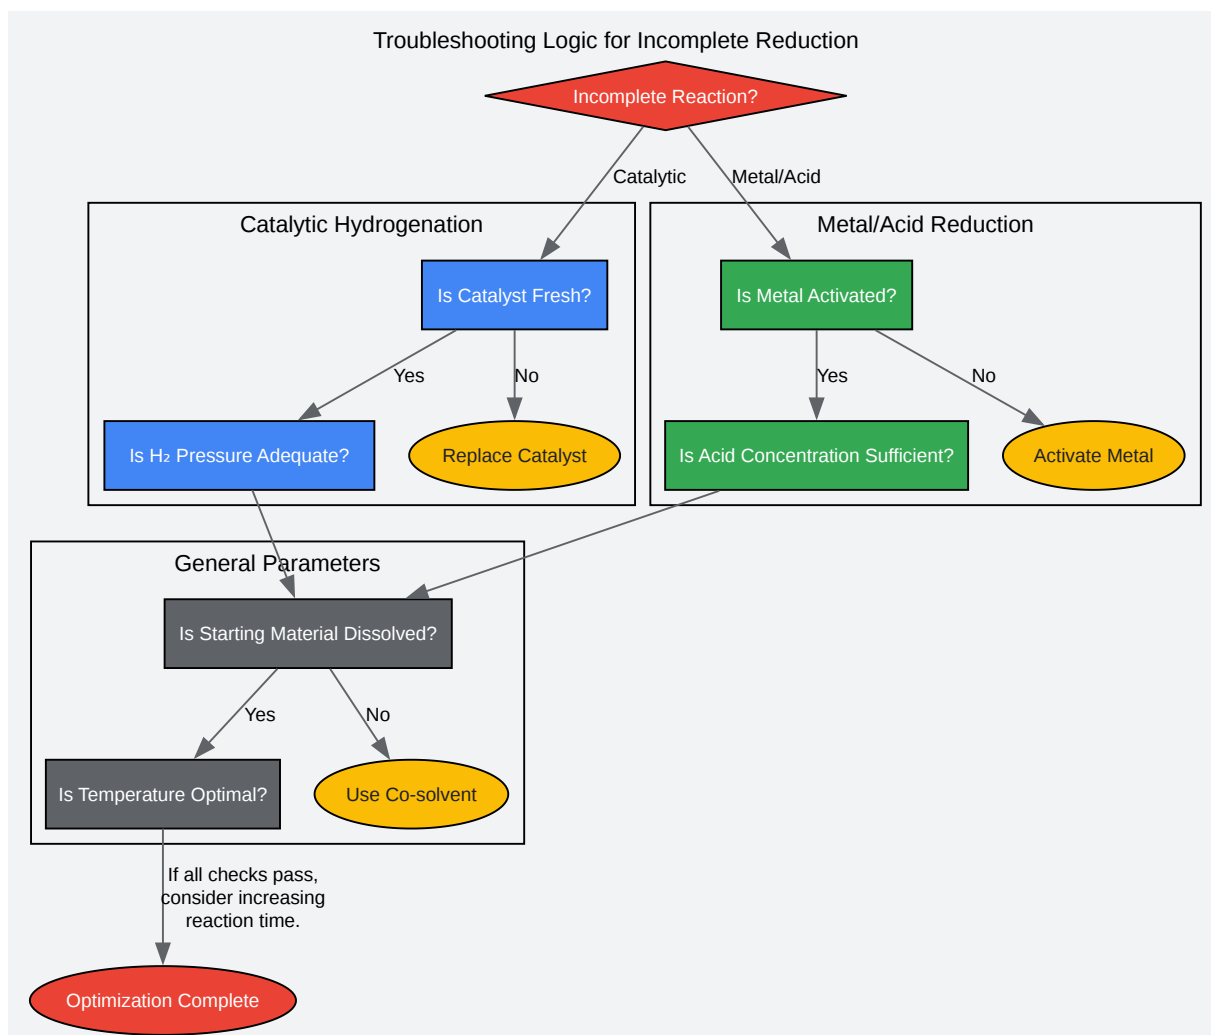 Troubleshooting Logic for Incomplete Reduction
Incomplete Reaction?
Catalytic
Metal/Acid
Catalytic Hydrogenation
Metal/Acid Reduction
Is Catalyst Fresh?
Is Metal Activated?
Yes
No
Yes
No
Is H₂ Pressure Adequate?
Replace Catalyst
Is Acid Concentration Sufficient?
Activate Metal
General Parameters
Is Starting Material Dissolved?
Yes
No
Is Temperature Optimal?
Use Co-solvent
If all checks pass,
consider increasing
reaction time.
Optimization Complete